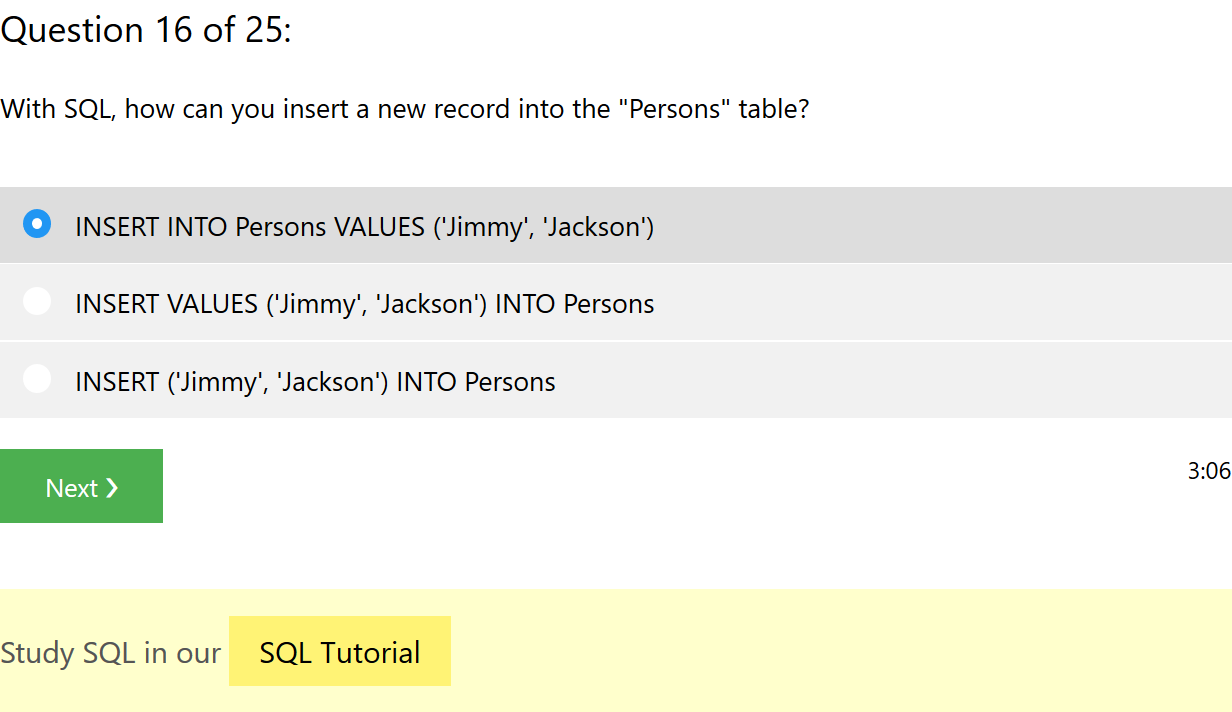 Question 16 of 25:
With SQL, how can you insert a new record into the "Persons" table?
INSERT INTO Persons VALUES ('Jimmy', 'Jackson')
INSERT VALUES ('Jimmy', 'Jackson') INTO Persons
INSERT ('Jimmy', 'Jackson') INTO Persons
Next ❯
3:06
Study SQL in our SQL Tutorial